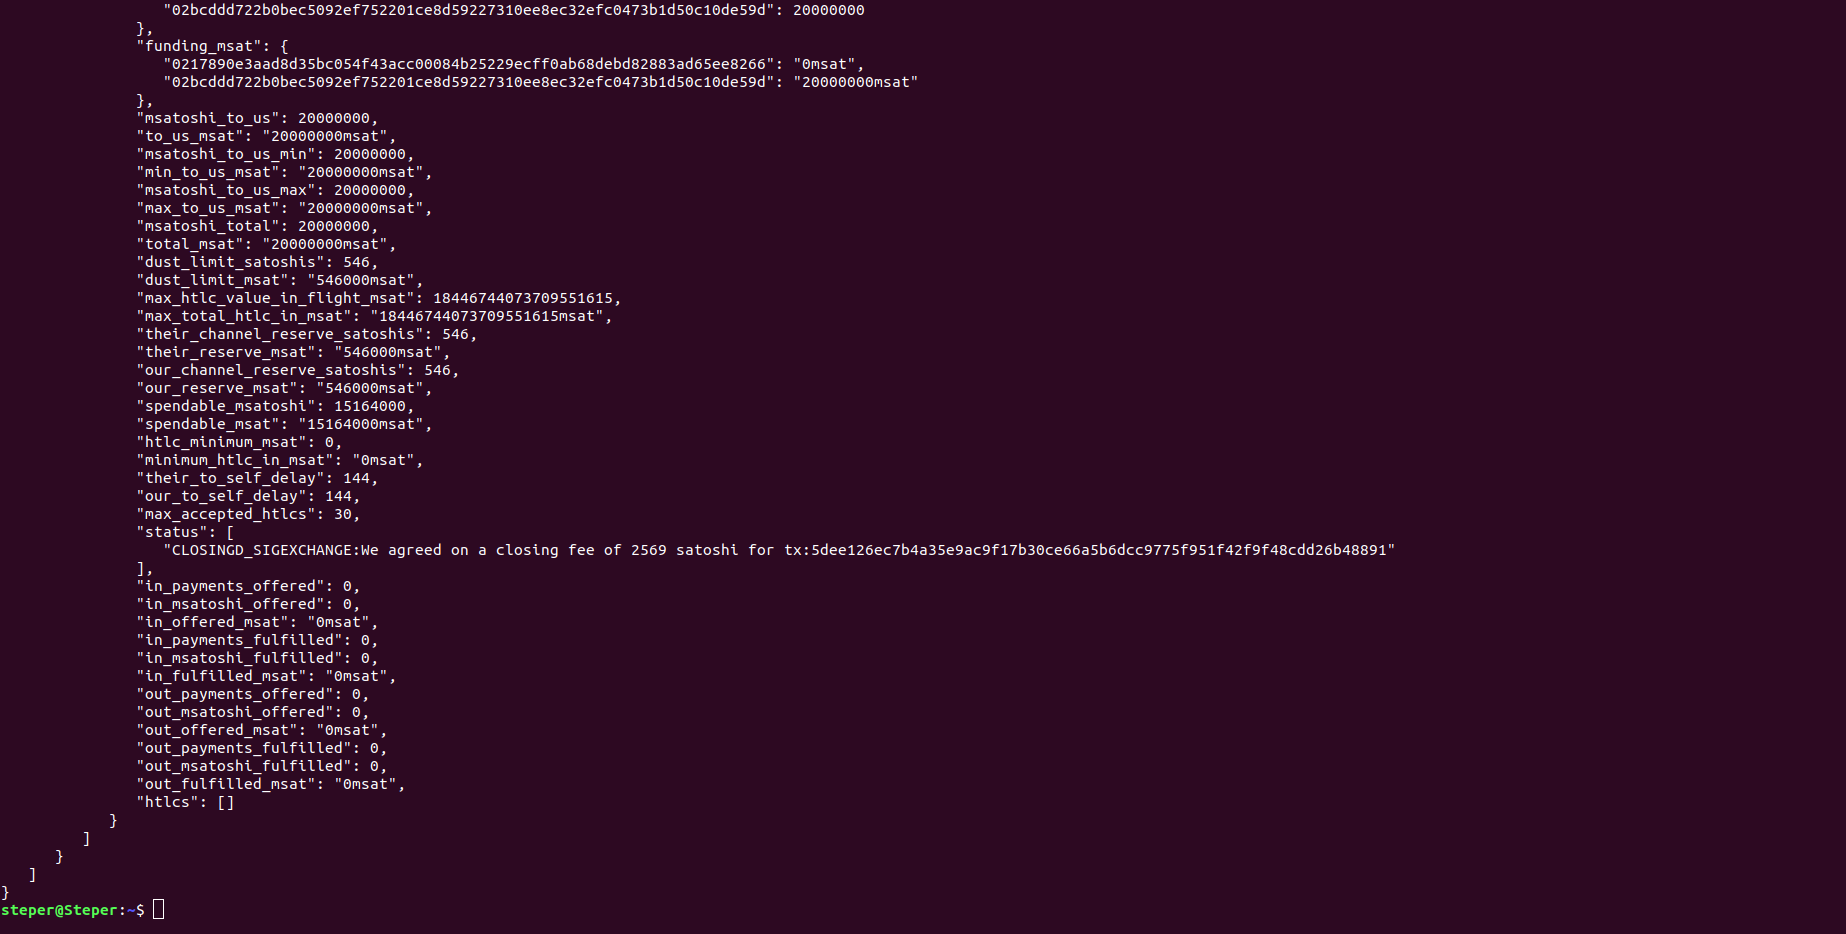 "02bcddd722b0bec5092ef752201ce8d59227310ee8ec32efc0473b1d50c10de59d": 20000000
},
"funding_msat": {
"0217890e3aad8d35bc054f43acc00084b25229ecff0ab68debd82883ad65ee8266": "0msat",
"02bcddd722b0bec5092ef752201ce8d59227310ee8ec32efc0473b1d50c10de59d": "20000000msat"
},
"msatoshi_to_us": 20000000,
"to_us_msat": "20000000msat",
"msatoshi_to_us_min": 20000000,
"min_to_us_msat": "20000000msat",
"msatoshi_to_us_max": 20000000,
"max_to_us_msat": "20000000msat",
"msatoshi_total": 20000000,
"total_msat": "20000000msat",
"dust_limit_satoshis": 546,
"dust_limit_msat": "546000msat",
"max_htlc_value_in_flight_msat": 18446744073709551615,
"max_total_htlc_in_msat": "18446744073709551615msat",
"their_channel_reserve_satoshis": 546,
"their_reserve_msat": "546000msat",
"our_channel_reserve_satoshis": 546,
"our_reserve_msat": "546000msat",
"spendable_msatoshi": 15164000,
"spendable_msat": "15164000msat",
"htlc_minimum_msat": 0,
"minimum_htlc_in_msat": "0msat",
"their_to_self_delay": 144,
"our_to_self_delay": 144,
"max_accepted_htlcs": 30,
"status": [
"CLOSINGD_SIGEXCHANGE:We agreed on a closing fee of 2569 satoshi for tx:5dee126ec7b4a35e9ac9f17b30ce66a5b6dcc9775f951f42f9f48cdd26b48891"
],
"in_payments_offered": 0,
"in_msatoshi_offered": 0,
"in_offered_msat": "0msat",
"in_payments_fulfilled": 0,
"in_msatoshi_fulfilled": 0,
"in_fulfilled_msat": "0msat",
"out_payments_offered": 0,
"out_msatoshi_offered": 0,
"out_offered_msat": "0msat",
"out_payments_fulfilled": 0,
"out_msatoshi_fulfilled": 0,
"out_fulfilled_msat": "0msat",
"htlcs": []
}
]
}
]
}
steper@Steper:~$